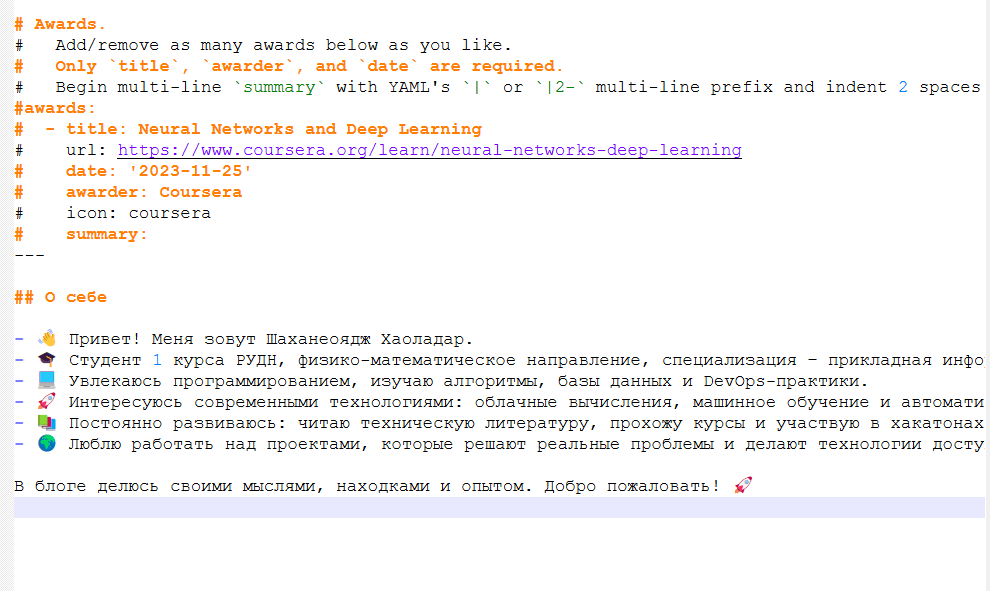 # Awards.
#   Add/remove as many awards below as you like.
#   Only `title`, `awarder`, and `date` are required.
#   Begin multi-line `summary` with YAML's `|` or `|2-` multi-line prefix and indent 2 spaces
#awards:
#  - title: Neural Networks and Deep Learning
#    url: https://www.coursera.org/learn/neural-networks-deep-learning
#    date: '2023-11-25'
#    awarder: Coursera
#    icon: coursera
#    summary:
---
## О себе
- 👋 Привет! Меня зовут Шаханеоядж Хаоладар.
- 🎓 Студент 1 курса РУДН, физико-математическое направление, специализация – прикладная инфо
- 💻 Увлекаюсь программированием, изучаю алгоритмы, базы данных и DevOps-практики.
- 🚀 Интересуюсь современными технологиями: облачные вычисления, машинное обучение и автомати
- 📚 Постоянно развиваюсь: читаю техническую литературу, прохожу курсы и участвую в хакатонах
- 🌍 Люблю работать над проектами, которые решают реальные проблемы и делают технологии досту
В блоге делюсь своими мыслями, находками и опытом. Добро пожаловать! 🚀